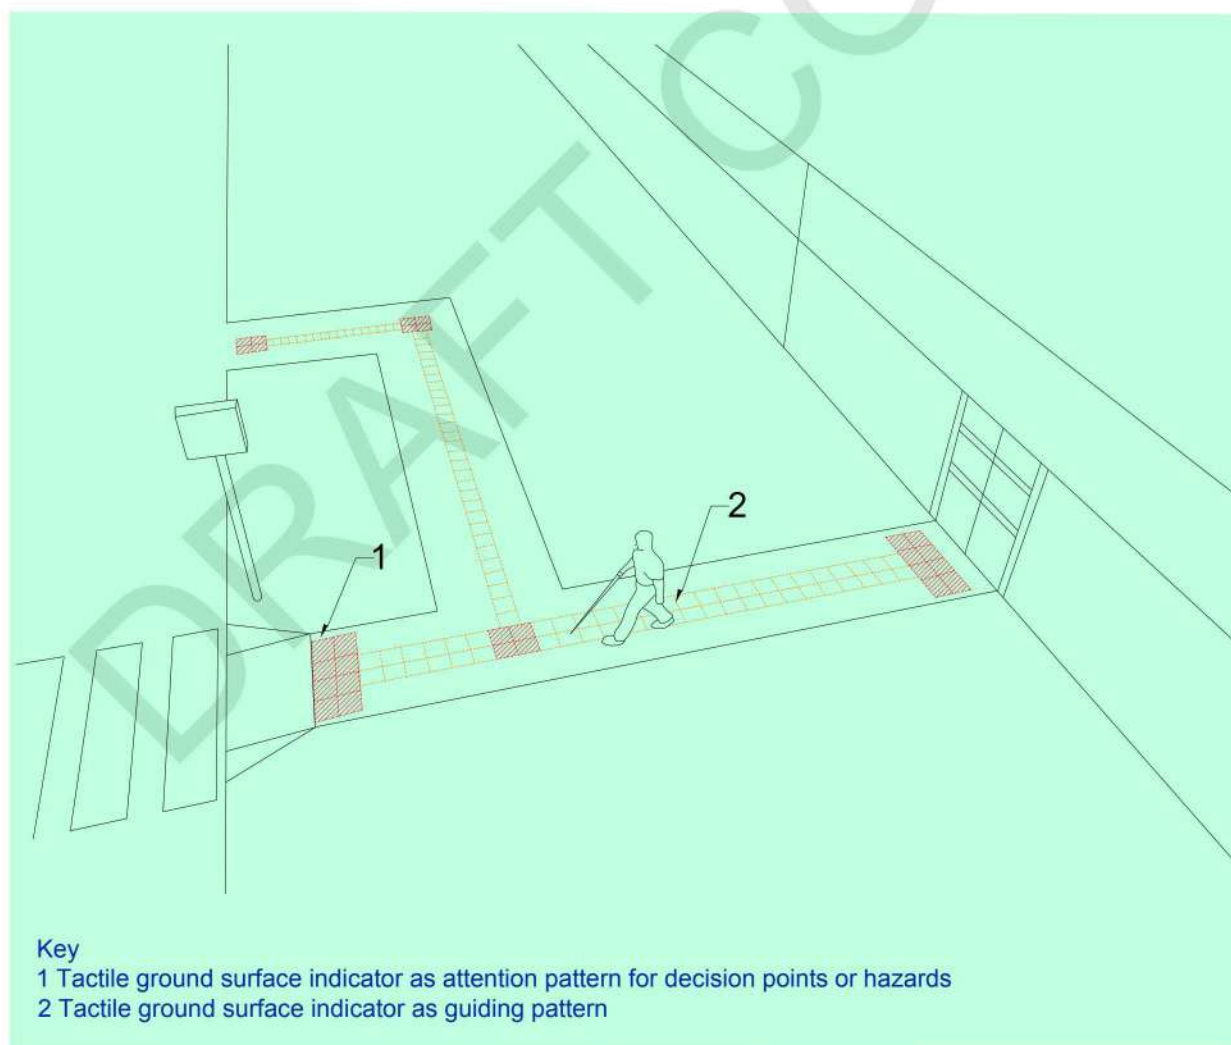 DRAFT CO
1
2
Key
1 Tactile ground surface indicator as attention pattern for decision points or hazards
2 Tactile ground surface indicator as guiding pattern